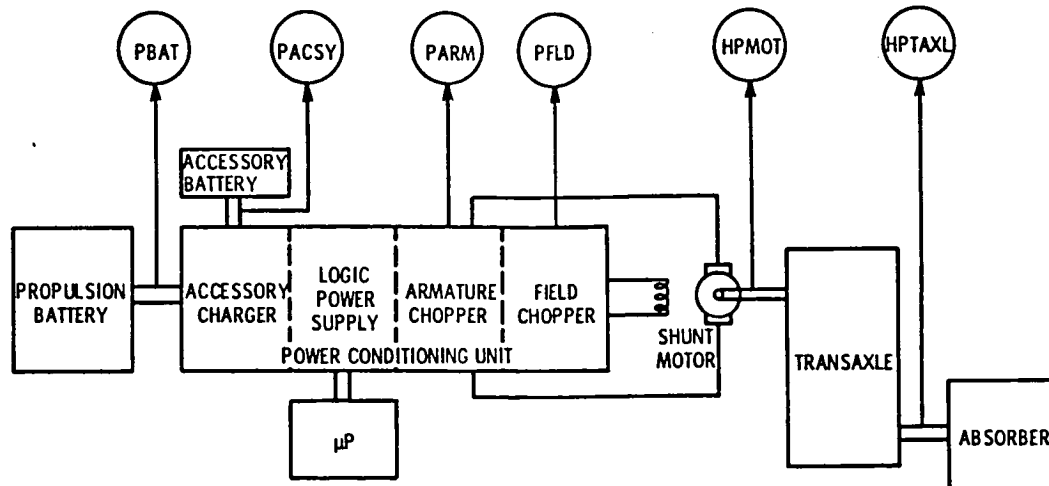 PBAT
PACSY
PARM
PFLD
HPMOT
HPTAXL
ACCESSORY
BATTERY
PROPULSION
BATTERY
ACCESSORY
CHARGER
LOGIC
POWER
SUPPLY
ARMATURE
CHOPPER
FIELD
CHOPPER
POWER CONDITIONING UNIT
SHUNT
MOTOR
TRANSAXLE
μP
ABSORBER